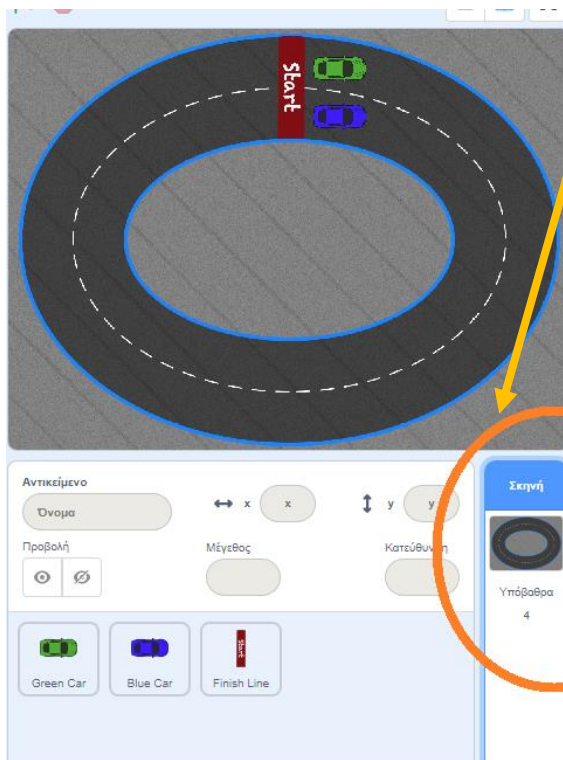 Start
Αντικείμενο
Όνομα
x
x
y
y
Προβολή
Μέγεθος
Κατεύθυνση
Σκηνή
Υπόβαθρα
4
Start
Green Car
Blue Car
Finish Line